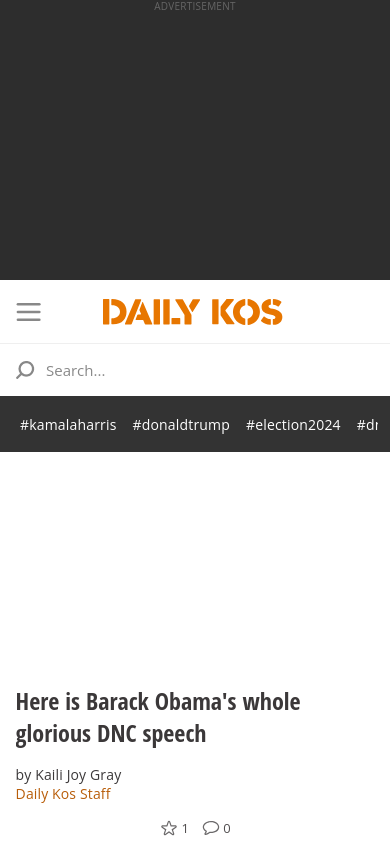 ADVERTISEMENT
DAILY KOS
Search...
#kamalaharris #donaldtrump #election2024
Here is Barack Obama's whole
glorious DNC speech
by Kaili Joy Gray
Daily Kos Staff
1 0